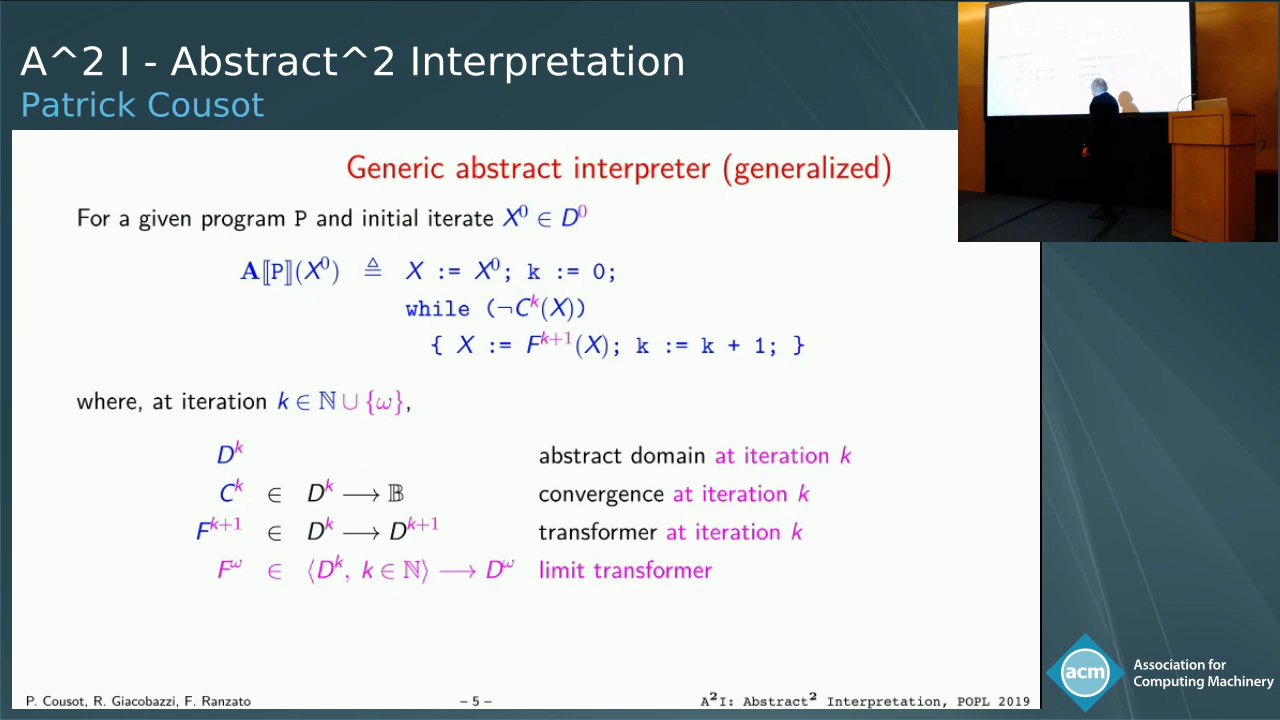 A^2 I - Abstract^2 Interpretation
Patrick Cousot
Generic abstract interpreter (generalized)
For a given program P and initial iterate X⁰ ∈ D⁰
A⟦P⟧(X⁰) ≜ X := X⁰; k := 0;
while (¬Cᵏ(X))
{ X := Fᵏ⁺¹(X); k := k + 1; }
where, at iteration k ∈ ℕ ∪ {ω},
Dᵏ abstract domain at iteration k
Cᵏ ∈ Dᵏ ⟶ 𝔹 convergence at iteration k
Fᵏ⁺¹ ∈ Dᵏ ⟶ Dᵏ⁺¹ transformer at iteration k
F^ω ∈ ⟨Dᵏ, k ∈ ℕ⟩ ⟶ D^ω limit transformer
P. Cousot, R. Giacobazzi, F. Ranzato – 5 – A²I: Abstract² Interpretation, POPL 2019
acm Association for
Computing Machinery